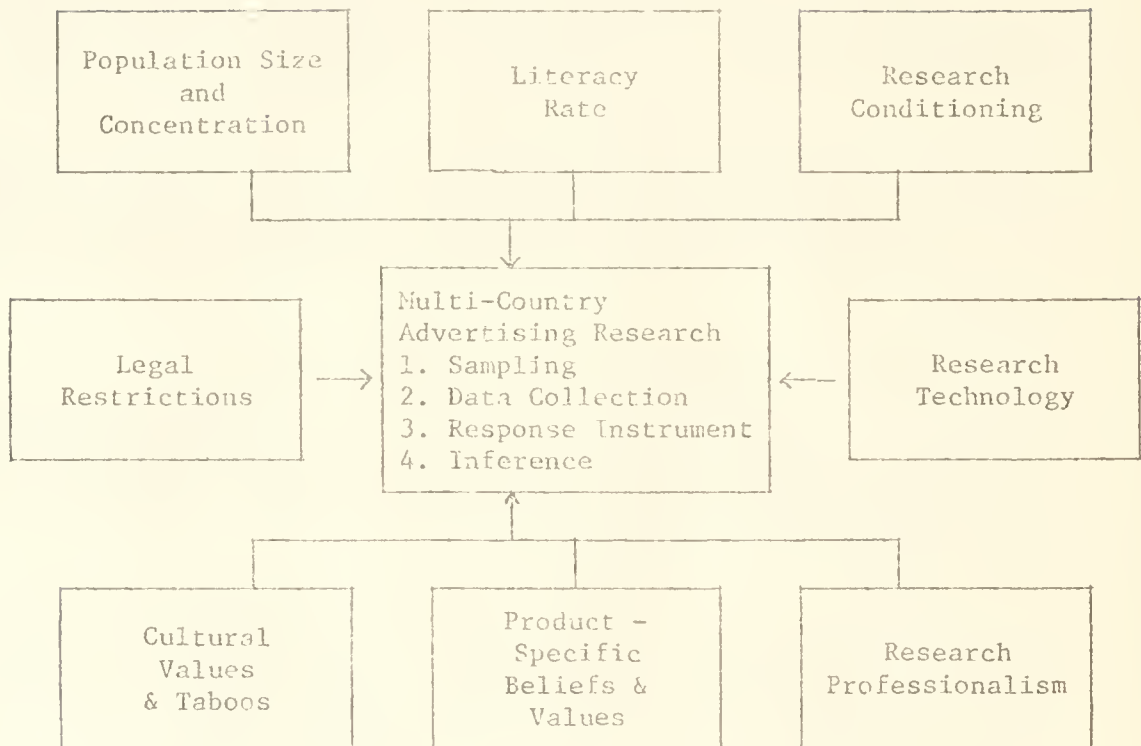 Population Size
and
Concentration
Literacy
Rate
Research
Conditioning
Legal
Restrictions
Multi-Country
Advertising Research
1. Sampling
2. Data Collection
3. Response Instrument
4. Inference
Research
Technology
Cultural
Values
& Taboos
Product -
Specific
Beliefs &
Values
Research
Professionalism